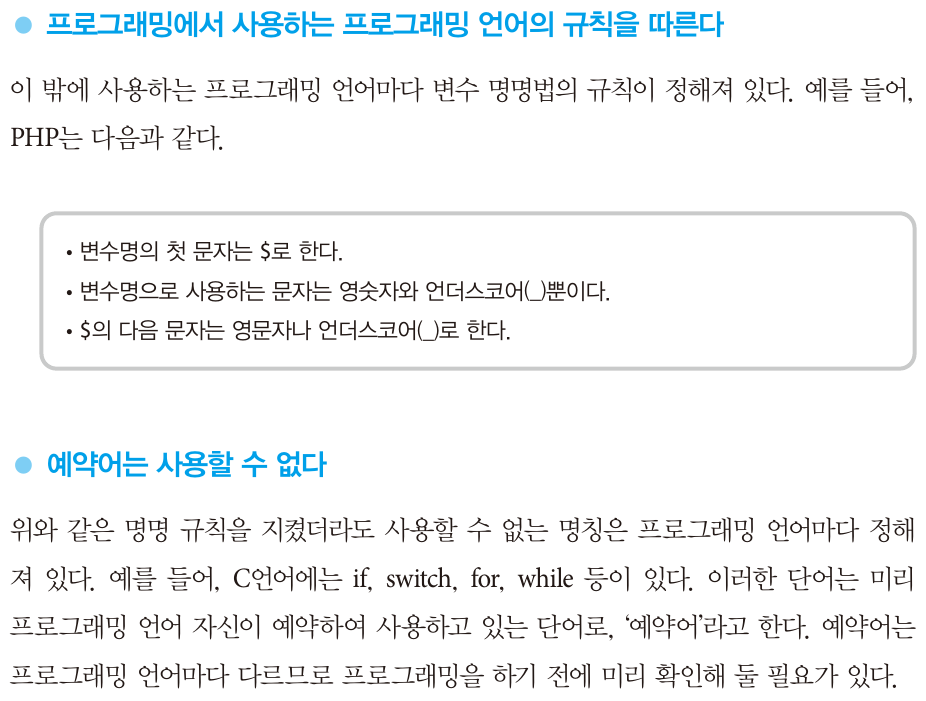 ● 프로그래밍에서 사용하는 프로그래밍 언어의 규칙을 따른다
이 밖에 사용하는 프로그래밍 언어마다 변수 명명법의 규칙이 정해져 있다. 예를 들어,
PHP는 다음과 같다.
• 변수명의 첫 문자는 $로 한다.
• 변수명으로 사용하는 문자는 영숫자와 언더스코어(_)뿐이다.
• $의 다음 문자는 영문자나 언더스코어(_)로 한다.
● 예약어는 사용할 수 없다
위와 같은 명명 규칙을 지켰더라도 사용할 수 없는 명칭은 프로그래밍 언어마다 정해
져 있다. 예를 들어, C언어에는 if, switch, for, while 등이 있다. 이러한 단어는 미리
프로그래밍 언어 자신이 예약하여 사용하고 있는 단어로, ‘예약어’라고 한다. 예약어는
프로그래밍 언어마다 다르므로 프로그래밍을 하기 전에 미리 확인해 둘 필요가 있다.